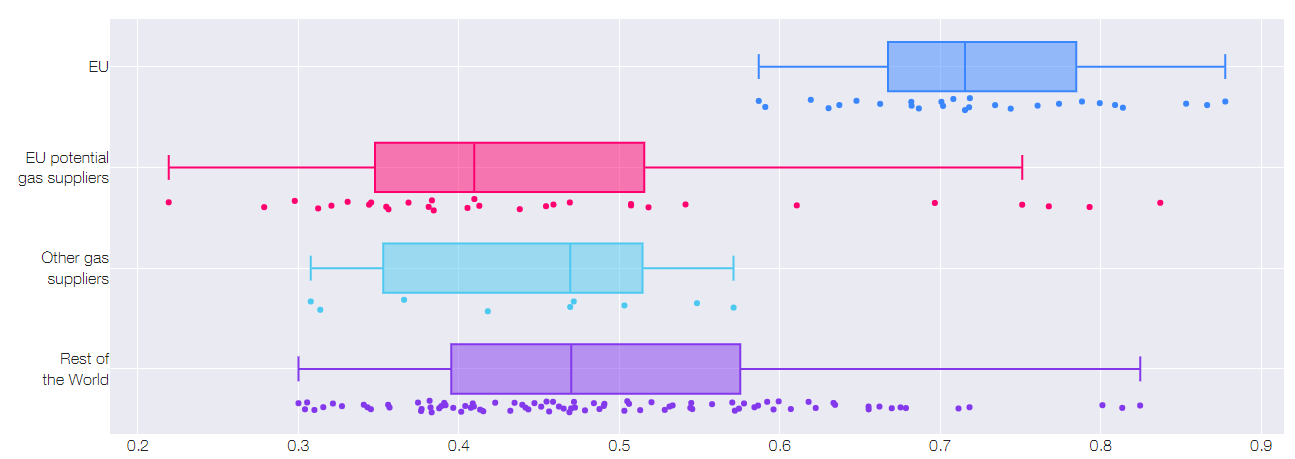 EU
EU potential
gas suppliers
Other gas
suppliers
Rest of
the World
0.2 0.3 0.4 0.5 0.6 0.7 0.8 0.9